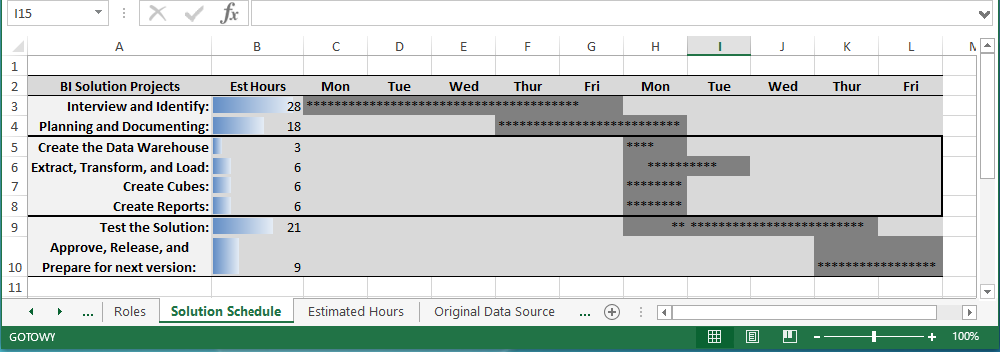 I15 fx
A B C D E F G H I J K L M
1
2 BI Solution Projects Est Hours Mon Tue Wed Thur Fri Mon Tue Wed Thur Fri
3 Interview and Identify: 28 ****************************************
4 Planning and Documenting: 18 ***************************
5 Create the Data Warehouse 3 ****
6 Extract, Transform, and Load: 6 **********
7 Create Cubes: 6 ********
8 Create Reports: 6 ********
9 Test the Solution: 21 ** *************************
Approve, Release, and
10 Prepare for next version: 9 *****************
11
... Roles Solution Schedule Estimated Hours Original Data Source ...
GOTOWY 100%